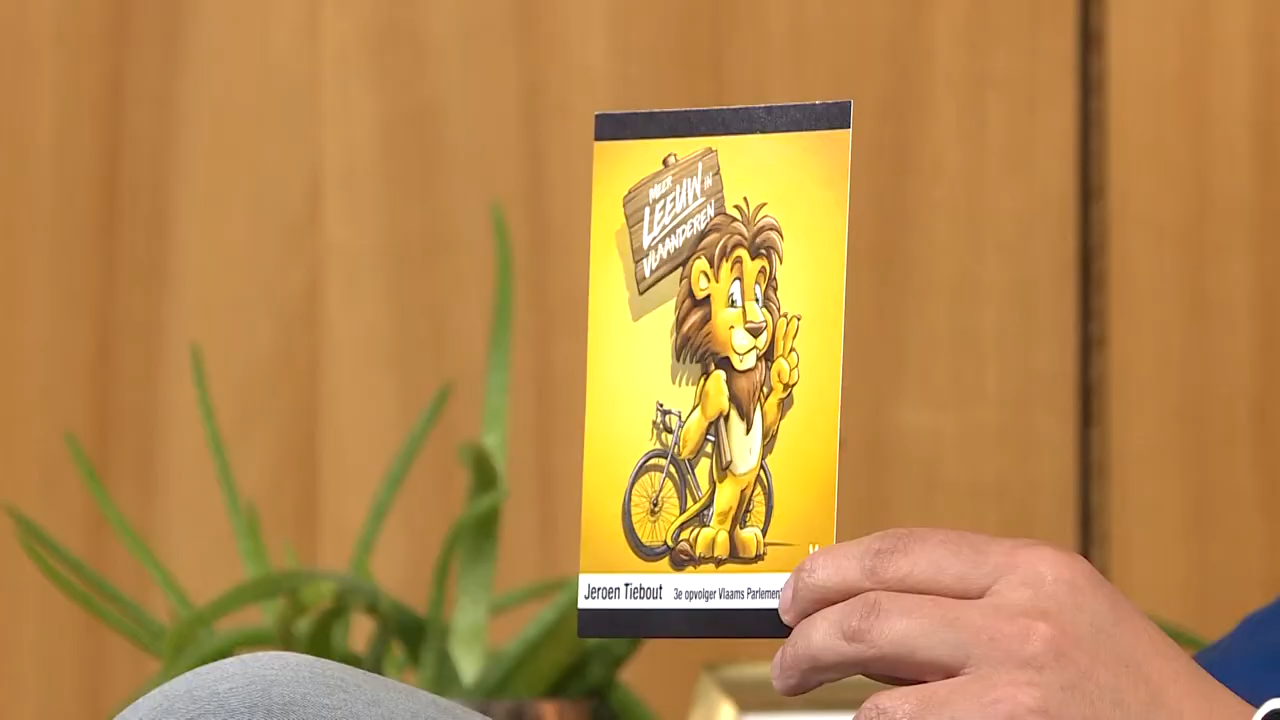 MEER
LEEUW IN
VLAANDEREN
Jeroen Tiebout 3e opvolger Vlaams Parlement